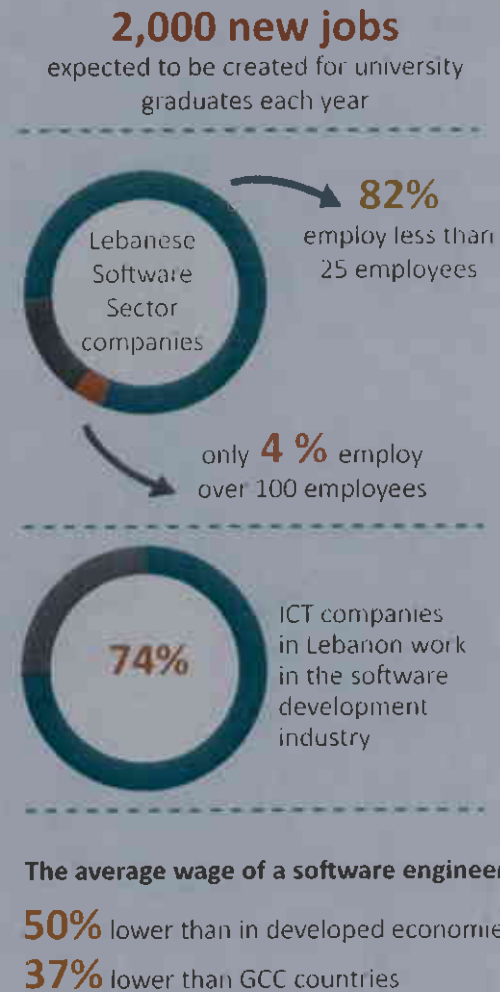 2,000 new jobs
expected to be created for university
graduates each year
Lebanese
Software
Sector
companies
82%
employ less than
25 employees
only 4 % employ
over 100 employees
74%
ICT companies
in Lebanon work
in the software
development
industry
The average wage of a software engineer
50% lower than in developed economie
37% lower than GCC countries